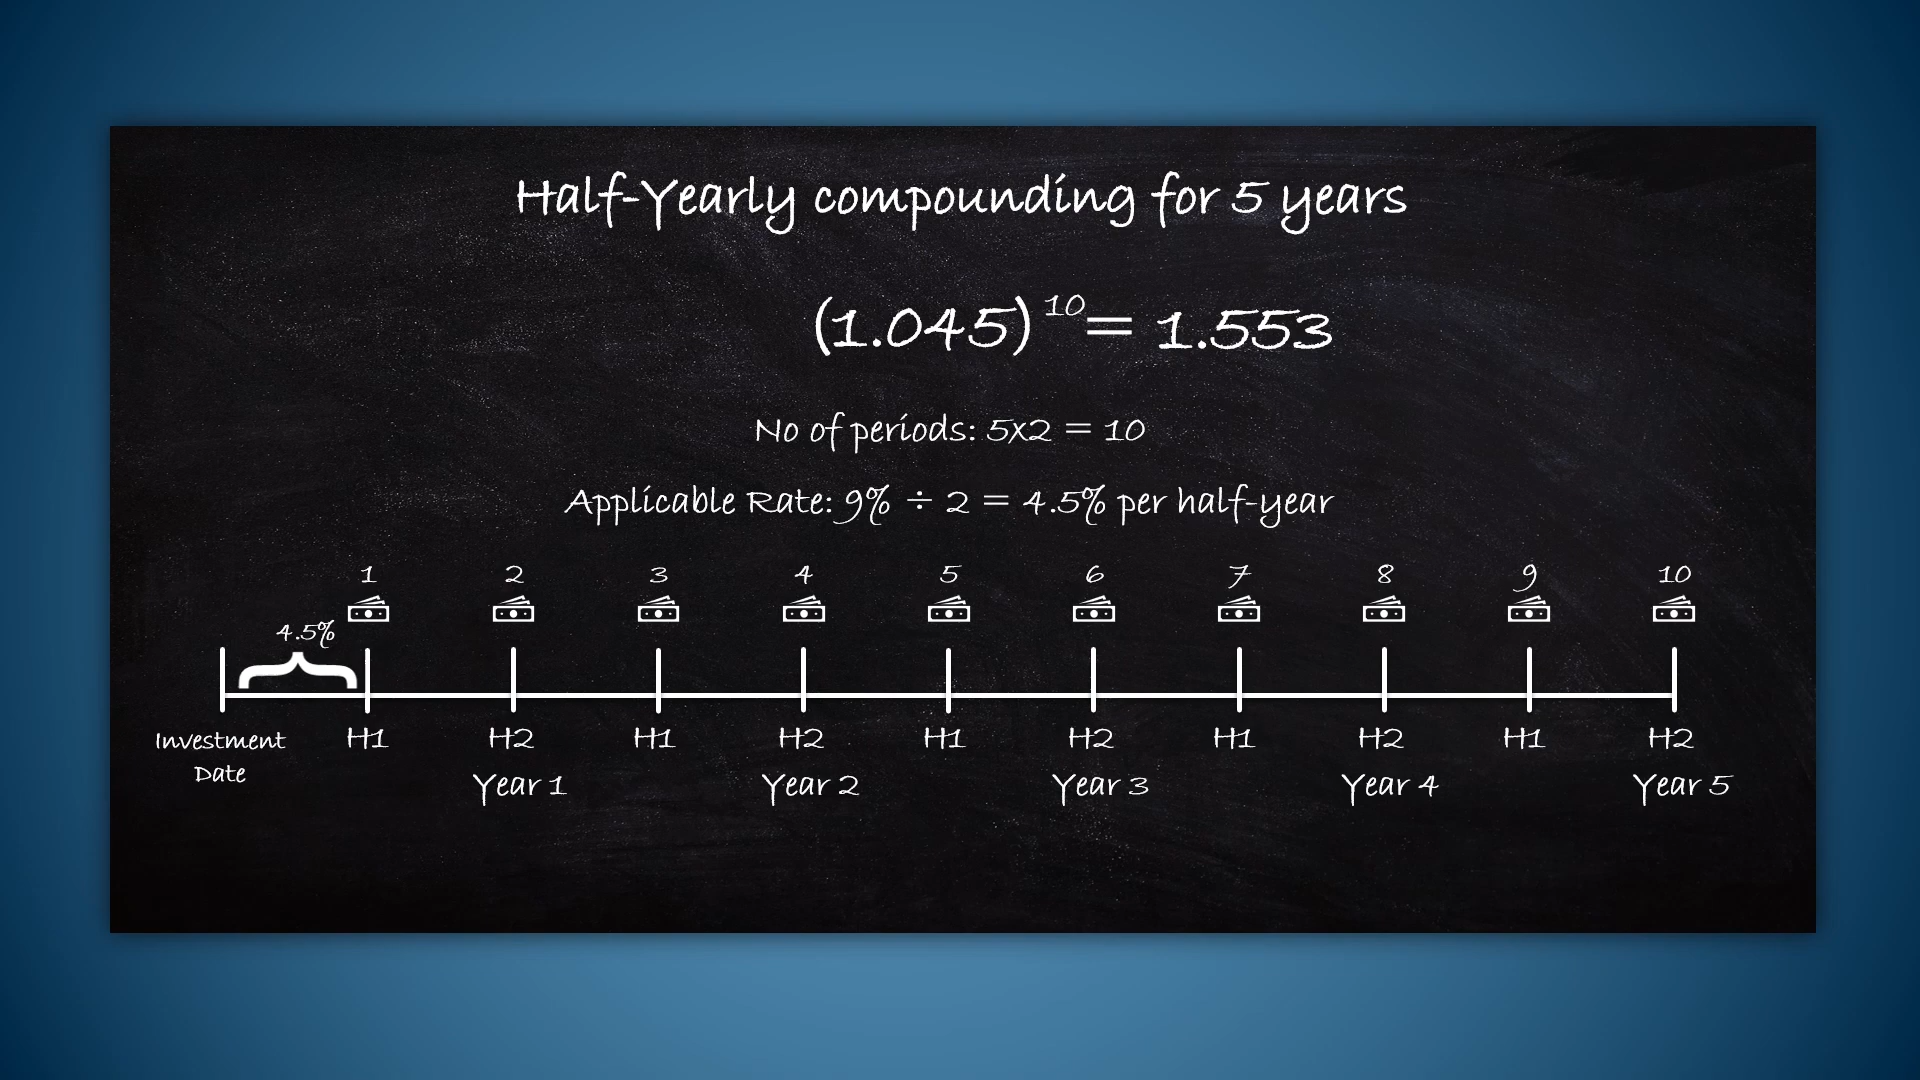 Half-Yearly compounding for 5 years
(1.045)^10 = 1.553
No of periods: 5x2 = 10
Applicable Rate: 9% ÷ 2 = 4.5% per half-year
1 2 3 4 5 6 7 8 9 10
4.5%
Investment
Date
H1 H2 H1 H2 H1 H2 H1 H2 H1 H2
Year 1 Year 2 Year 3 Year 4 Year 5